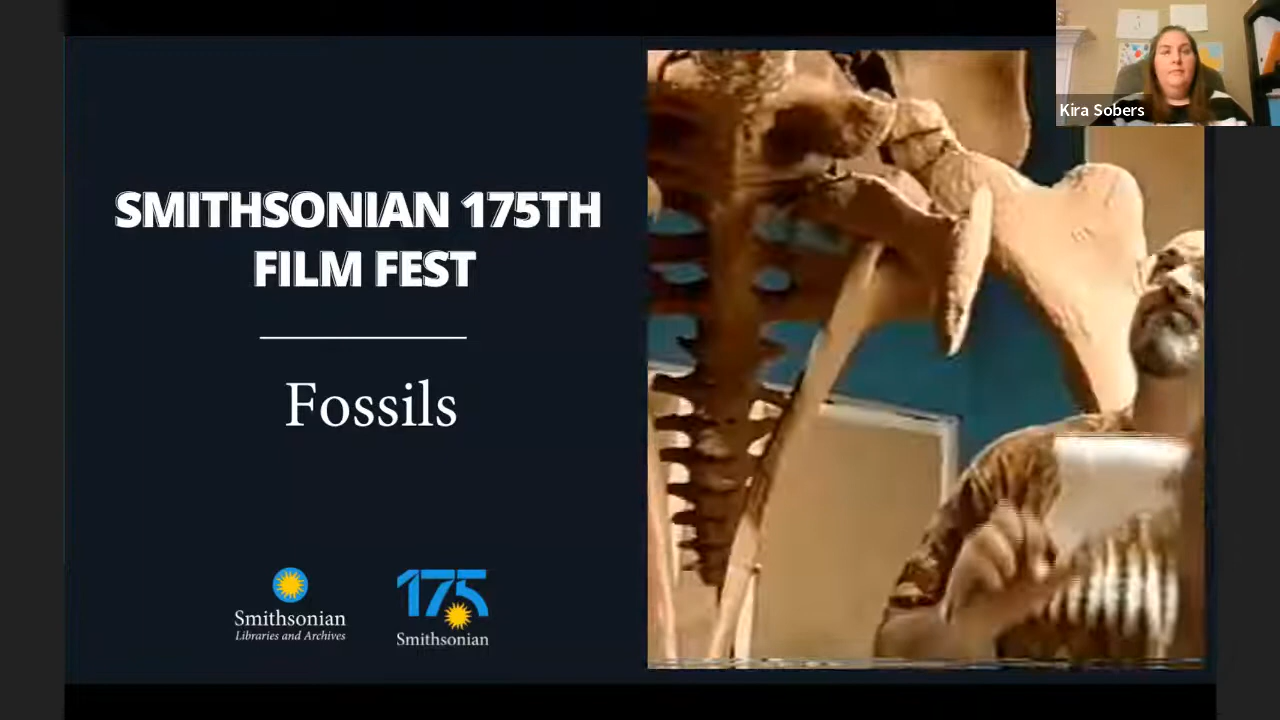 Kira Sobers
SMITHSONIAN 175TH
FILM FEST
Fossils
Smithsonian
Libraries and Archives
175
Smithsonian